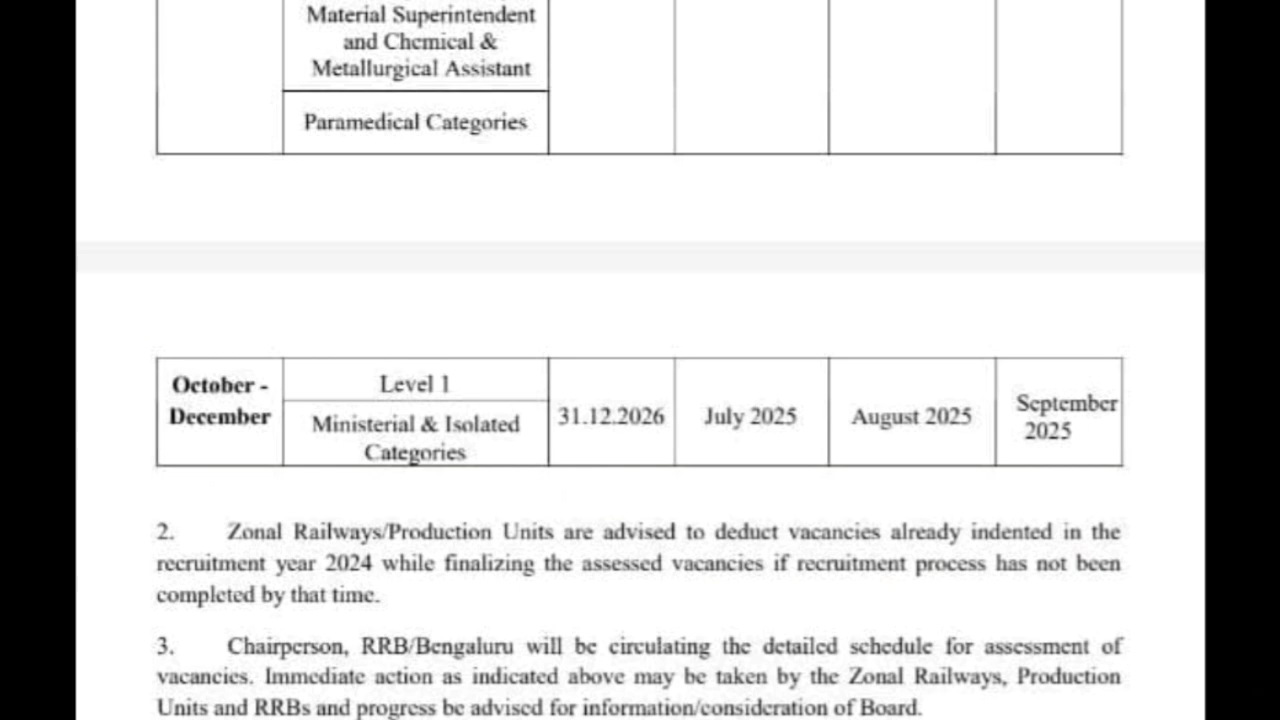 Material Superintendent
and Chemical &
Metallurgical Assistant
Paramedical Categories
October -
December
Level 1
Ministerial & Isolated
Categories
31.12.2026
July 2025
August 2025
September
2025
2. Zonal Railways/Production Units are advised to deduct vacancies already indented in the
recruitment year 2024 while finalizing the assessed vacancies if recruitment process has not been
completed by that time.
3. Chairperson, RRB/Bengaluru will be circulating the detailed schedule for assessment of
vacancies. Immediate action as indicated above may be taken by the Zonal Railways, Production
Units and RRBs and progress be advised for information/consideration of Board.